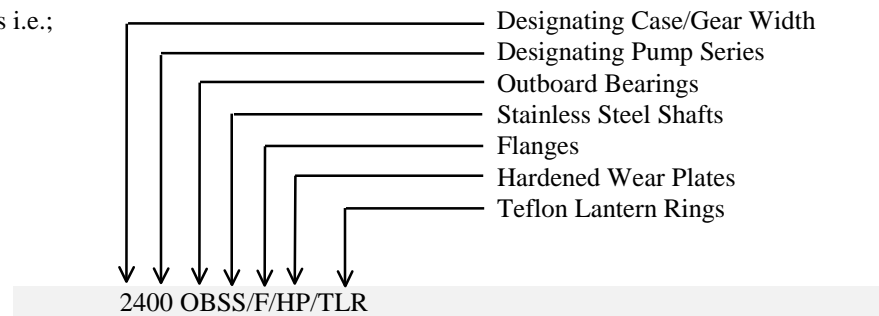 s i.e.;
Designating Case/Gear Width
Designating Pump Series
Outboard Bearings
Stainless Steel Shafts
Flanges
Hardened Wear Plates
Teflon Lantern Rings
2400 OBSS/F/HP/TLR